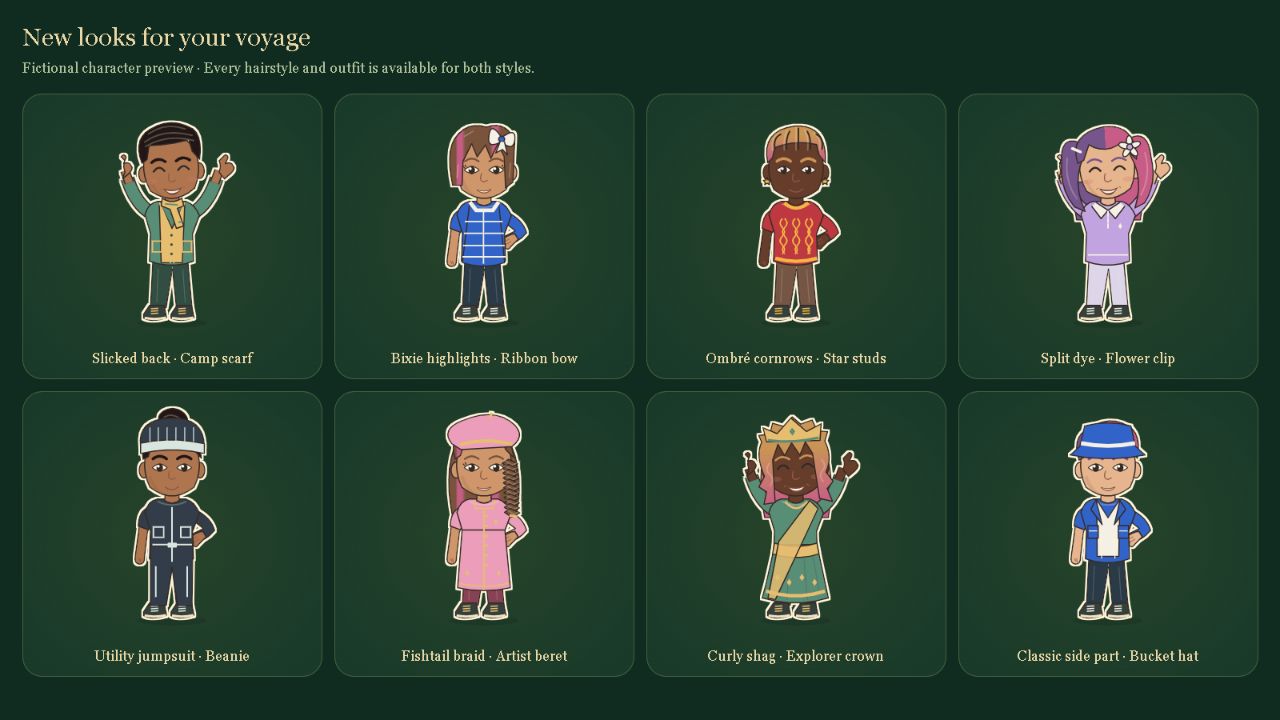 New looks for your voyage
Fictional character preview · Every hairstyle and outfit is available for both styles.
Slicked back · Camp scarf
Bixie highlights · Ribbon bow
Ombré cornrows · Star studs
Split dye · Flower clip
Utility jumpsuit · Beanie
Fishtail braid · Artist beret
Curly shag · Explorer crown
Classic side part · Bucket hat